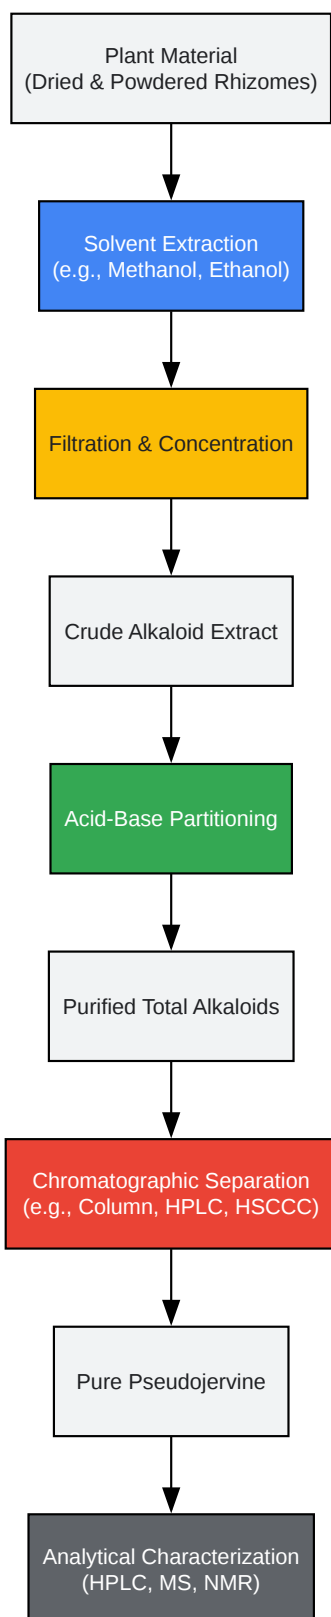 Plant Material
(Dried & Powdered Rhizomes)
Solvent Extraction
(e.g., Methanol, Ethanol)
Filtration & Concentration
Crude Alkaloid Extract
Acid-Base Partitioning
Purified Total Alkaloids
Chromatographic Separation
(e.g., Column, HPLC, HSCCC)
Pure Pseudojervine
Analytical Characterization
(HPLC, MS, NMR)